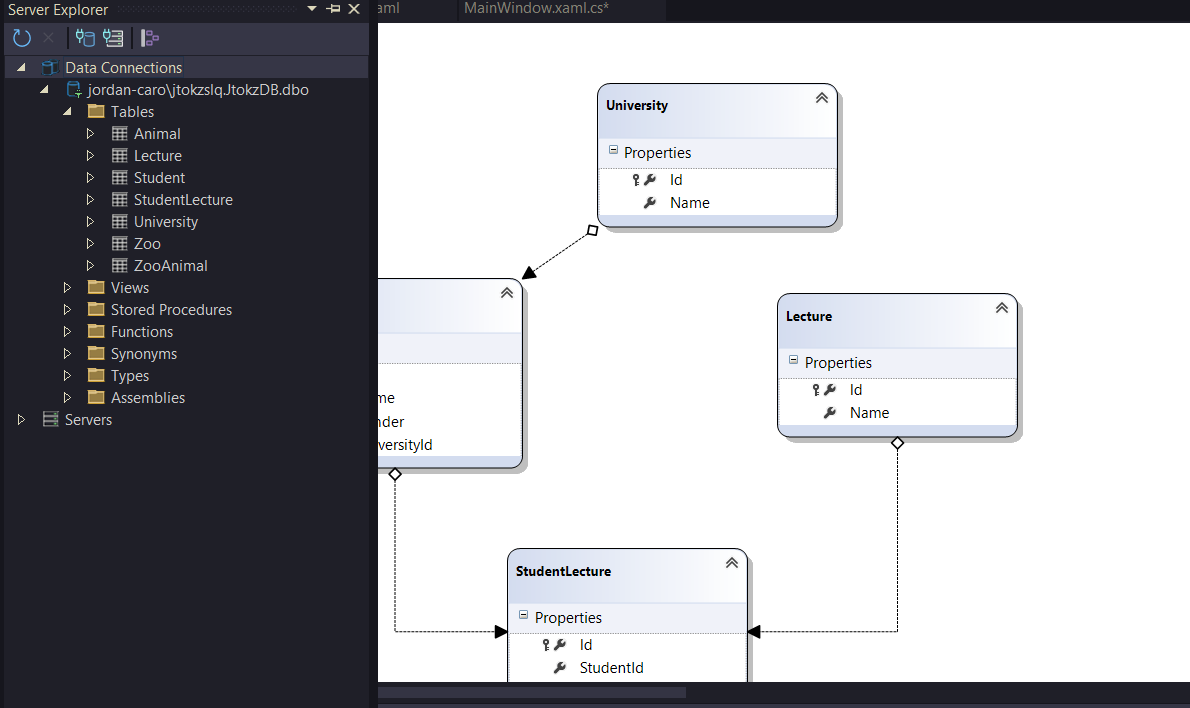 Server Explorer
aml
MainWindow.xaml.cs*
Data Connections
jordan-caro\jtokzslq.JtokzDB.dbo
Tables
Animal
Lecture
Student
StudentLecture
University
Zoo
ZooAnimal
Views
Stored Procedures
Functions
Synonyms
Types
Assemblies
Servers
University
Properties
Id
Name
me
nder
versityId
Lecture
Properties
Id
Name
StudentLecture
Properties
Id
StudentId